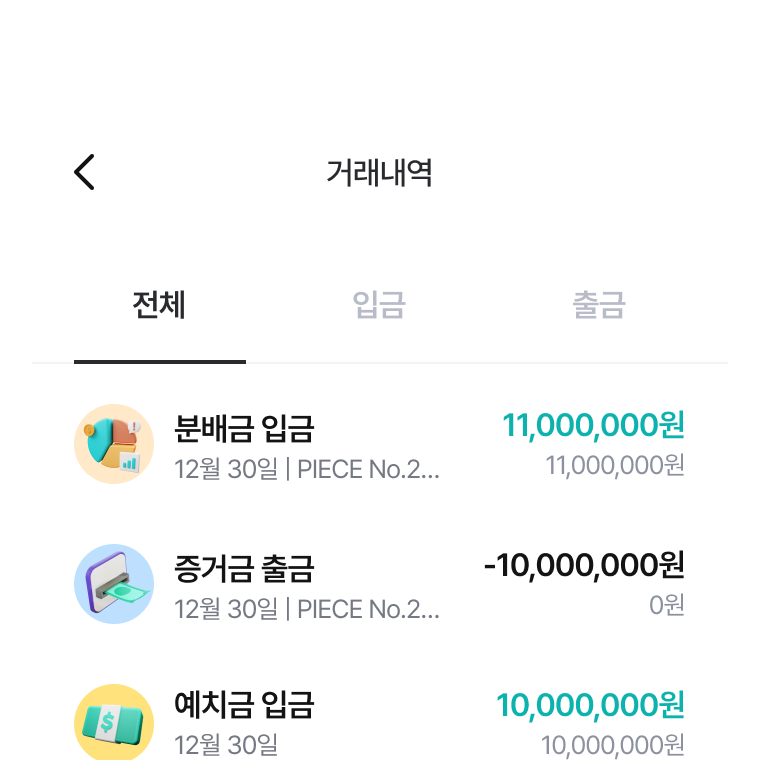 거래내역
전체 입금 출금
분배금 입금 11,000,000원
12월 30일 | PIECE No.2... 11,000,000원
증거금 출금 -10,000,000원
12월 30일 | PIECE No.2... 0원
예치금 입금 10,000,000원
12월 30일 10,000,000원